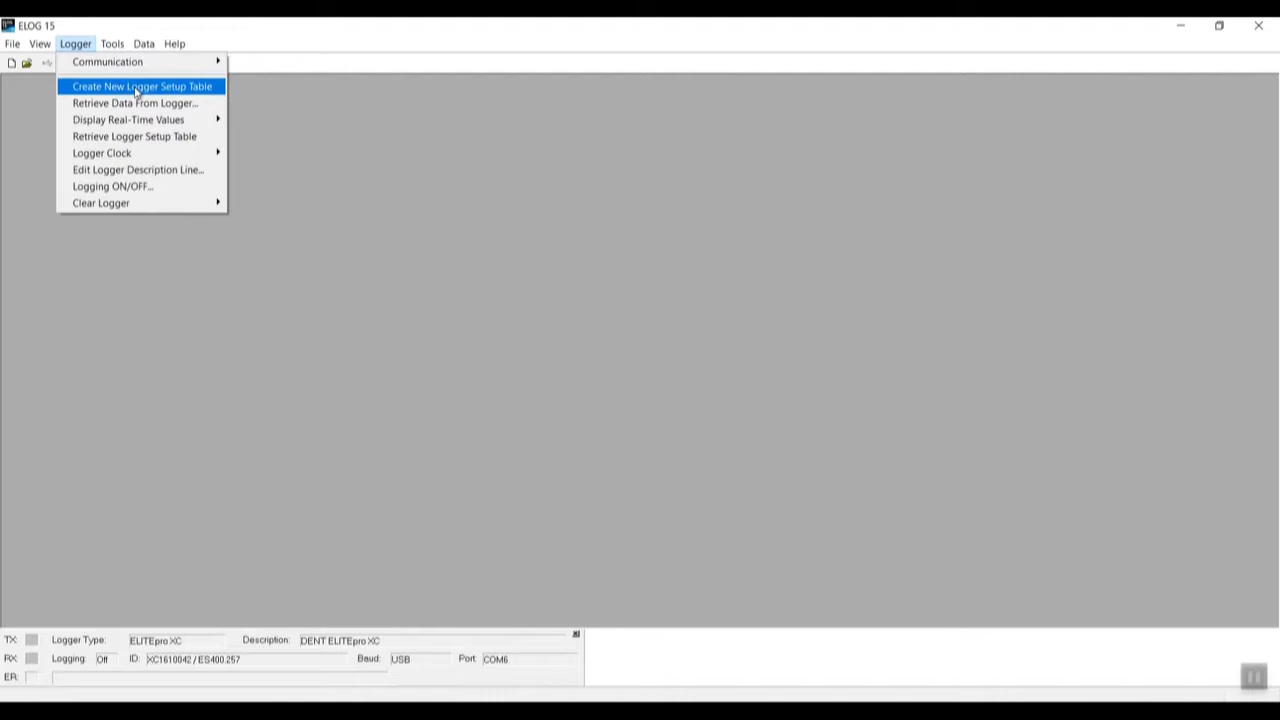 ELOG 15
File View Logger Tools Data Help
Communication
Create New Logger Setup Table
Retrieve Data From Logger...
Display Real-Time Values
Retrieve Logger Setup Table
Logger Clock
Edit Logger Description Line...
Logging ON/OFF...
Clear Logger
TX: Logger Type: ELITEpro XC Description: DENT ELITEpro XC
RX: Logging: Off ID: XC1610042 / ES400.257 Baud: USB Port: COM6
ER: